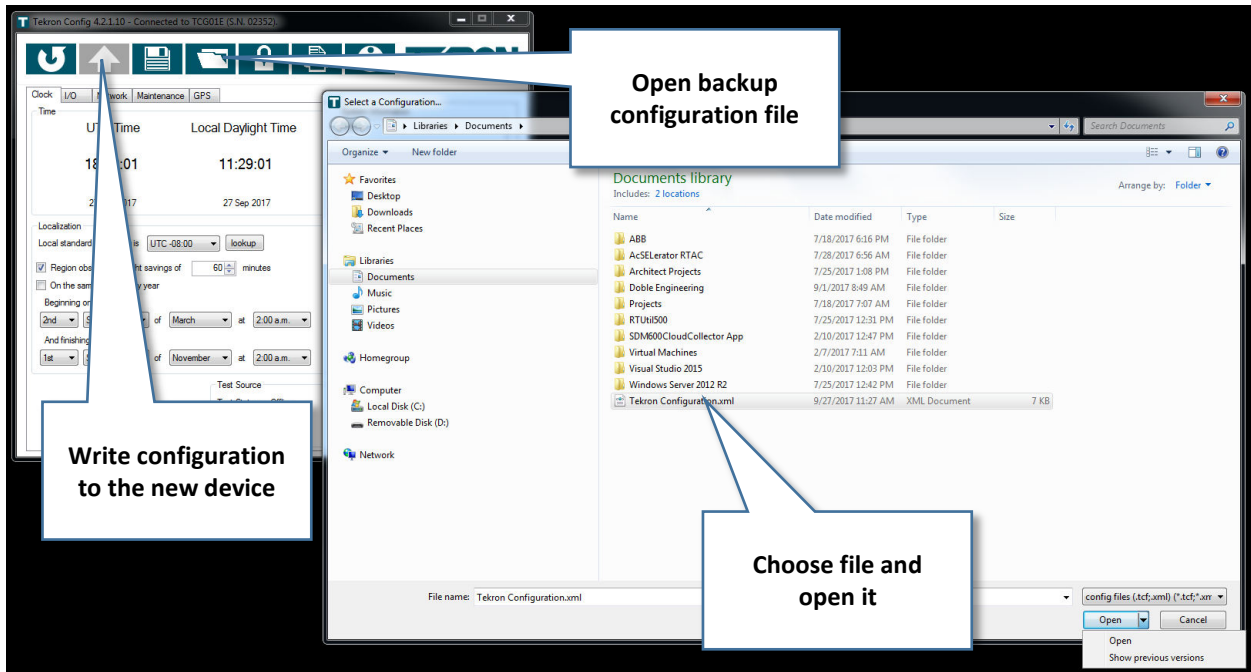 Tekron Config 4.2.1.10 - Connected to TCG01E (S.N. 02352).
Clock I/O Network Maintenance GPS
Time
Time Local Daylight Time
:01 11:29:01
27 Sep 2017
Localization
Local standard is UTC -08:00 lookup
Region savings of 60 minutes
On the year
Beginning
2nd of March at 2:00 a.m.
And finishing
1st of November at 2:00 a.m.
Test Source
Write configuration
to the new device
Open backup
configuration file
Select a Configuration...
Libraries Documents
Search Documents
Organize New folder
Favorites
Desktop
Downloads
Recent Places
Libraries
Documents
Music
Pictures
Videos
Homegroup
Computer
Local Disk (C:)
Removable Disk (D:)
Network
Documents library
Includes: 2 locations
Arrange by: Folder
Name Date modified Type Size
ABB 7/18/2017 6:16 PM File folder
AcSELerator RTAC 7/28/2017 6:56 AM File folder
Architect Projects 7/25/2017 1:08 PM File folder
Doble Engineering 9/1/2017 8:49 AM File folder
Projects 7/18/2017 7:07 AM File folder
RTUtil500 7/25/2017 12:31 PM File folder
SDM600CloudCollector App 2/10/2017 12:47 PM File folder
Virtual Machines 2/7/2017 7:11 AM File folder
Visual Studio 2015 2/10/2017 12:03 PM File folder
Windows Server 2012 R2 7/25/2017 12:42 PM File folder
Tekron Configuration.xml 9/27/2017 11:27 AM XML Document 7 KB
Choose file and
open it
File name: Tekron Configuration.xml
config files (.tcf;.xml) (*.tcf;*.xm
Open Cancel
Open
Show previous versions